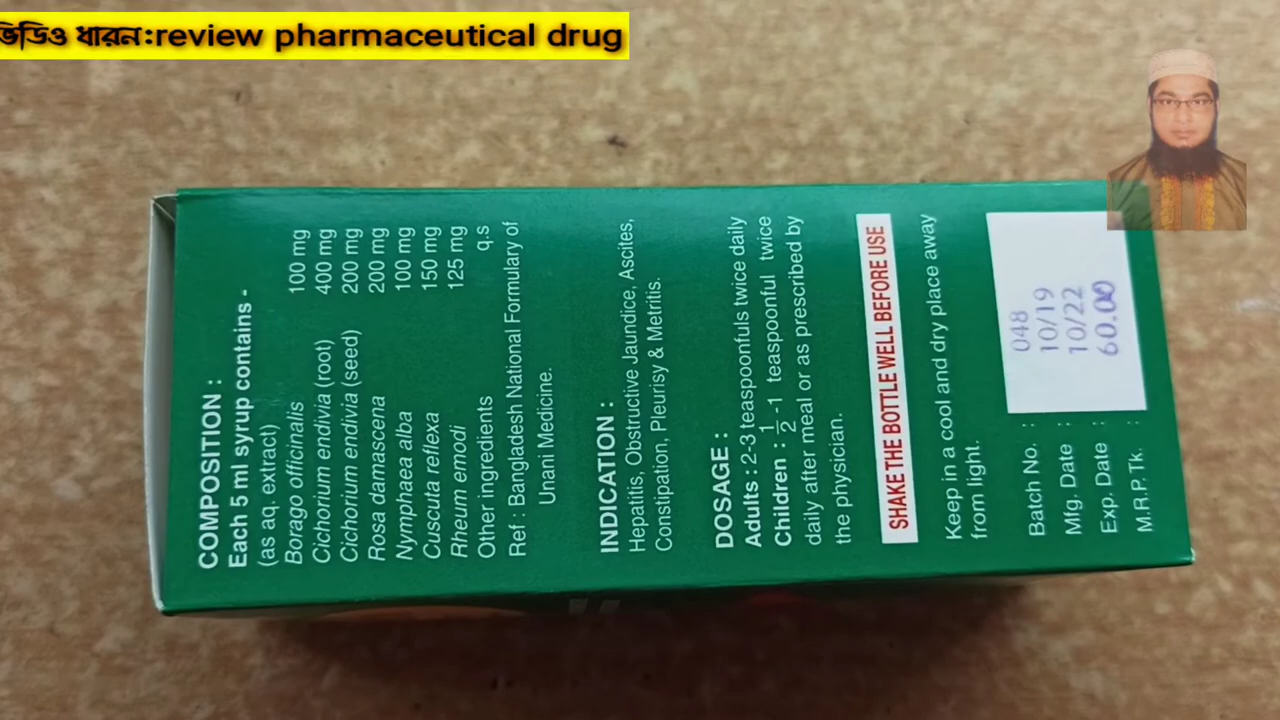 ভিডিও ধারনঃreview pharmaceutical drug
COMPOSITION :
Each 5 ml syrup contains -
(as aq. extract)
Borago officinalis 100 mg
Cichorium endivia (root) 400 mg
Cichorium endivia (seed) 200 mg
Rosa damascena 200 mg
Nymphaea alba 100 mg
Cuscuta reflexa 150 mg
Rheum emodi 125 mg
Other ingredients q.s
Ref : Bangladesh National Formulary of
Unani Medicine.
INDICATION :
Hepatitis, Obstructive Jaundice, Ascites,
Constipation, Pleurisy & Metritis.
DOSAGE :
Adults : 2-3 teaspoonfuls twice daily
Children : 1/2 -1 teaspoonful twice
daily after meal or as prescribed by
the physician.
SHAKE THE BOTTLE WELL BEFORE USE
Keep in a cool and dry place away
from light.
Batch No. : 048
Mfg. Date : 10/19
Exp. Date : 10/22
M.R.P. Tk. : 60.00